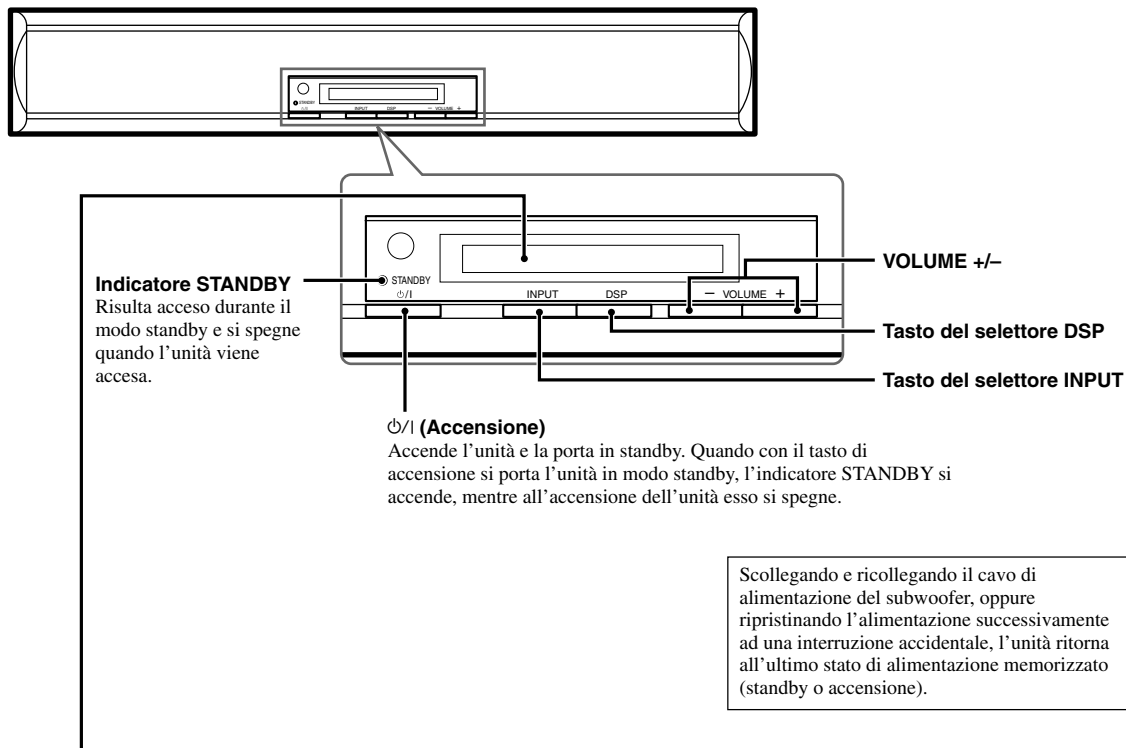 STANDBY
⏻/I
INPUT
DSP
− VOLUME +
STANDBY
⏻/I
INPUT
DSP
− VOLUME +
Indicatore STANDBY
Risulta acceso durante il
modo standby e si spegne
quando l’unità viene
accesa.
VOLUME +/–
Tasto del selettore DSP
Tasto del selettore INPUT
⏻/I (Accensione)
Accende l’unità e la porta in standby. Quando con il tasto di
accensione si porta l’unità in modo standby, l’indicatore STANDBY si
accende, mentre all’accensione dell’unità esso si spegne.
Scollegando e ricollegando il cavo di
alimentazione del subwoofer, oppure
ripristinando l’alimentazione successivamente
ad una interruzione accidentale, l’unità ritorna
all’ultimo stato di alimentazione memorizzato
(standby o accensione).